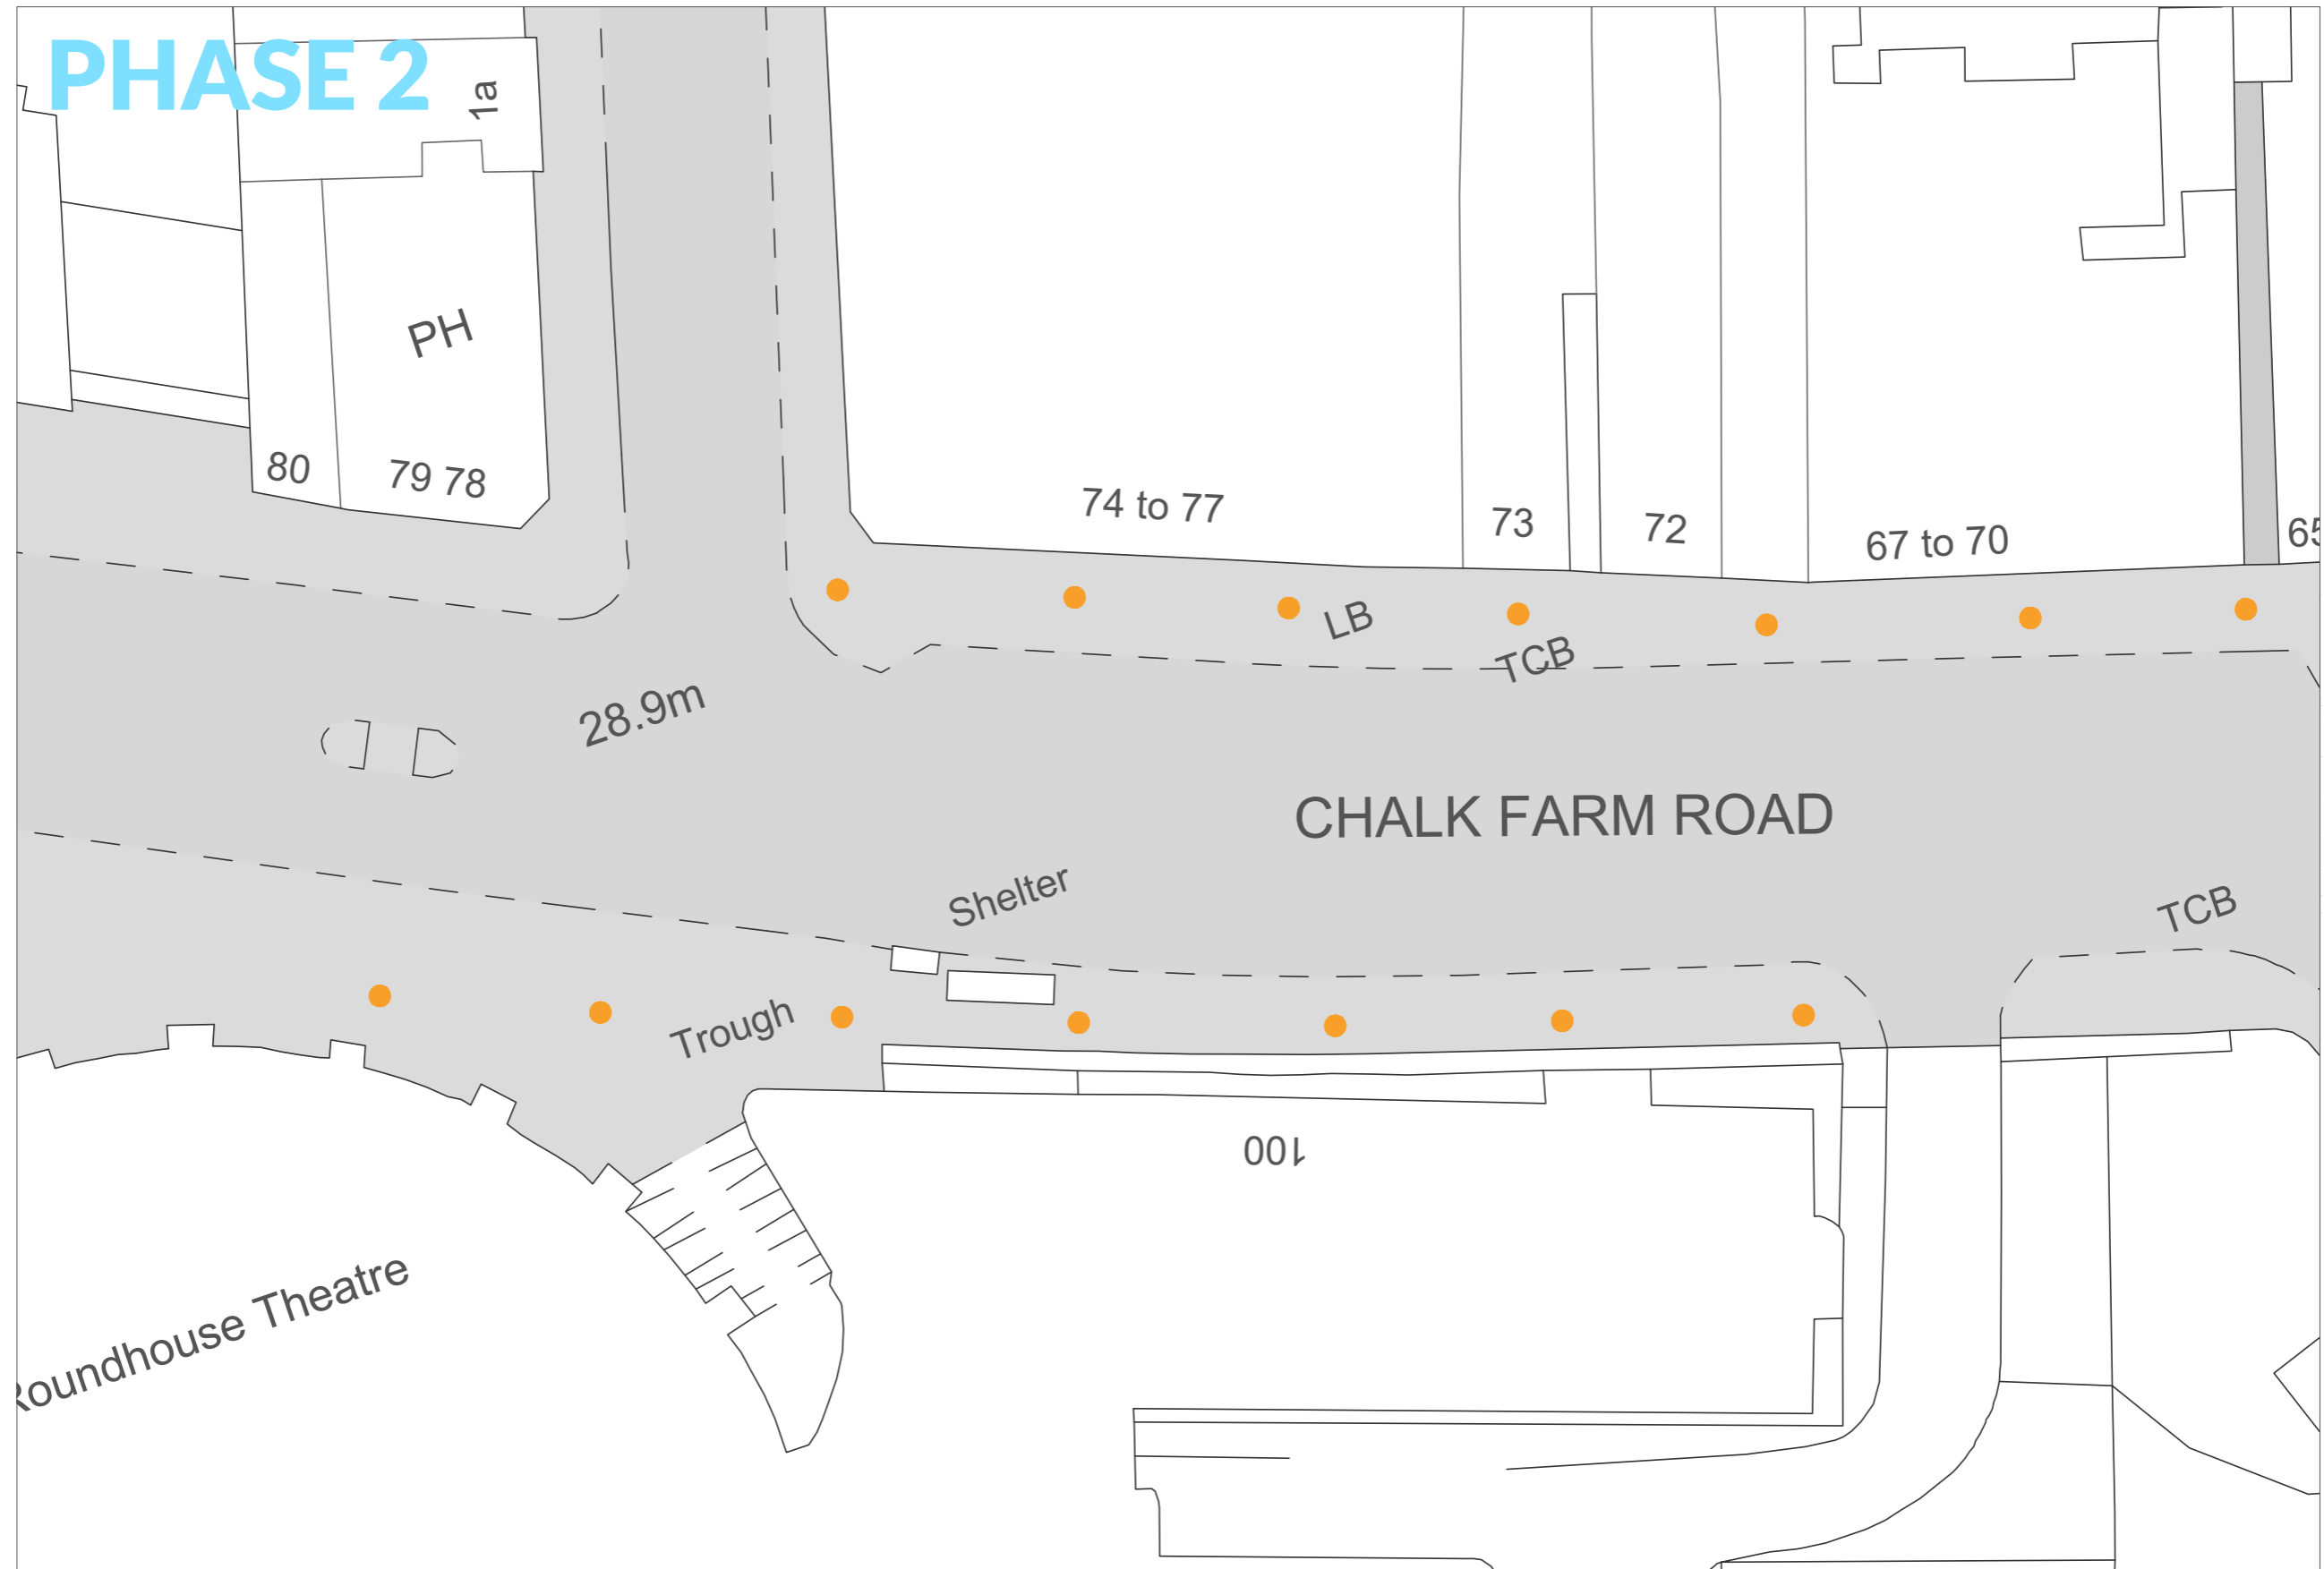 PHASE 2
1a
PH
80
79 78
74 to 77
73
72
67 to 70
65
LB
TCB
28.9m
CHALK FARM ROAD
Shelter
TCB
Trough
100
Roundhouse Theatre